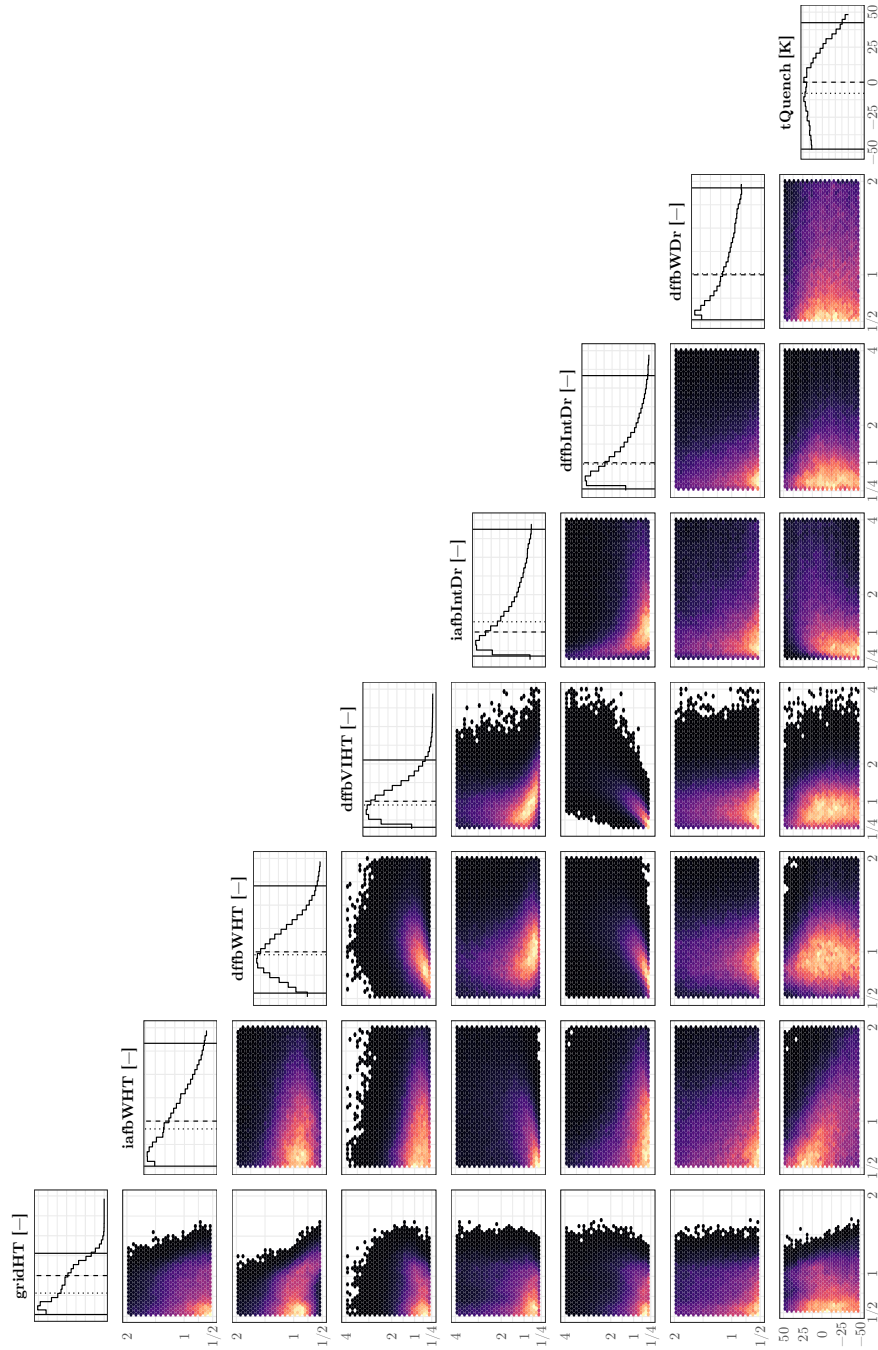 gridHT [−]
iafbWHT [−]
2
1
1/2
dffbWHT [−]
2
1
1/2
dffbVIHT [−]
4
1
1/4
iafbIntDr [−]
4
1
1/4
dffbIntDr [−]
4
1
1/4
dffbWDr [−]
2
1
1/2
tQuench [K]
50
25
0
−25
−50
1/2 1 2 1/2 1 2 1/2 1 2 1/4 1 2 4 1/4 1 2 4 1/4 1 2 4 1/2 1 2 −50 −25 0 25 50